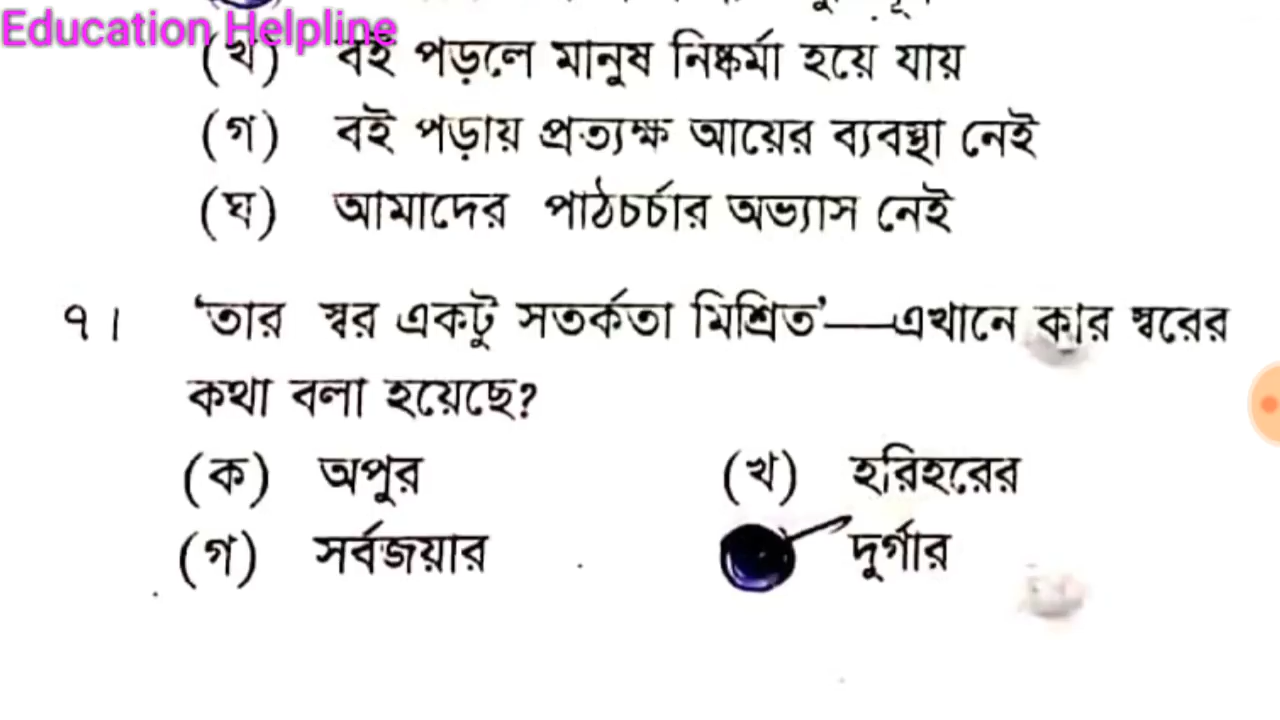 Education Helpline
(খ) বই পড়লে মানুষ নিষ্কর্মা হয়ে যায়
(গ) বই পড়ায় প্রত্যক্ষ আয়ের ব্যবস্থা নেই
(ঘ) আমাদের পাঠচর্চার অভ্যাস নেই
৭। 'তার স্বর একটু সতর্কতা মিশ্রিত'—এখানে কার স্বরের
কথা বলা হয়েছে?
(ক) অপুর (খ) হরিহরের
(গ) সর্বজয়ার দুর্গার